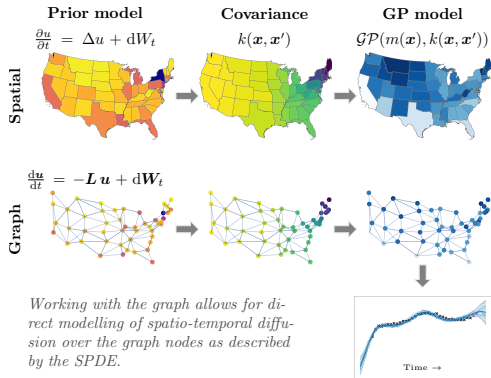 Prior model Covariance GP model
∂u/∂t = Δu + dW_t k(x, x′) GP(m(x), k(x, x′))
Spatial
du/dt = −L u + dW_t
Graph
Working with the graph allows for di-
rect modelling of spatio-temporal diffu-
sion over the graph nodes as described
by the SPDE.
Time →